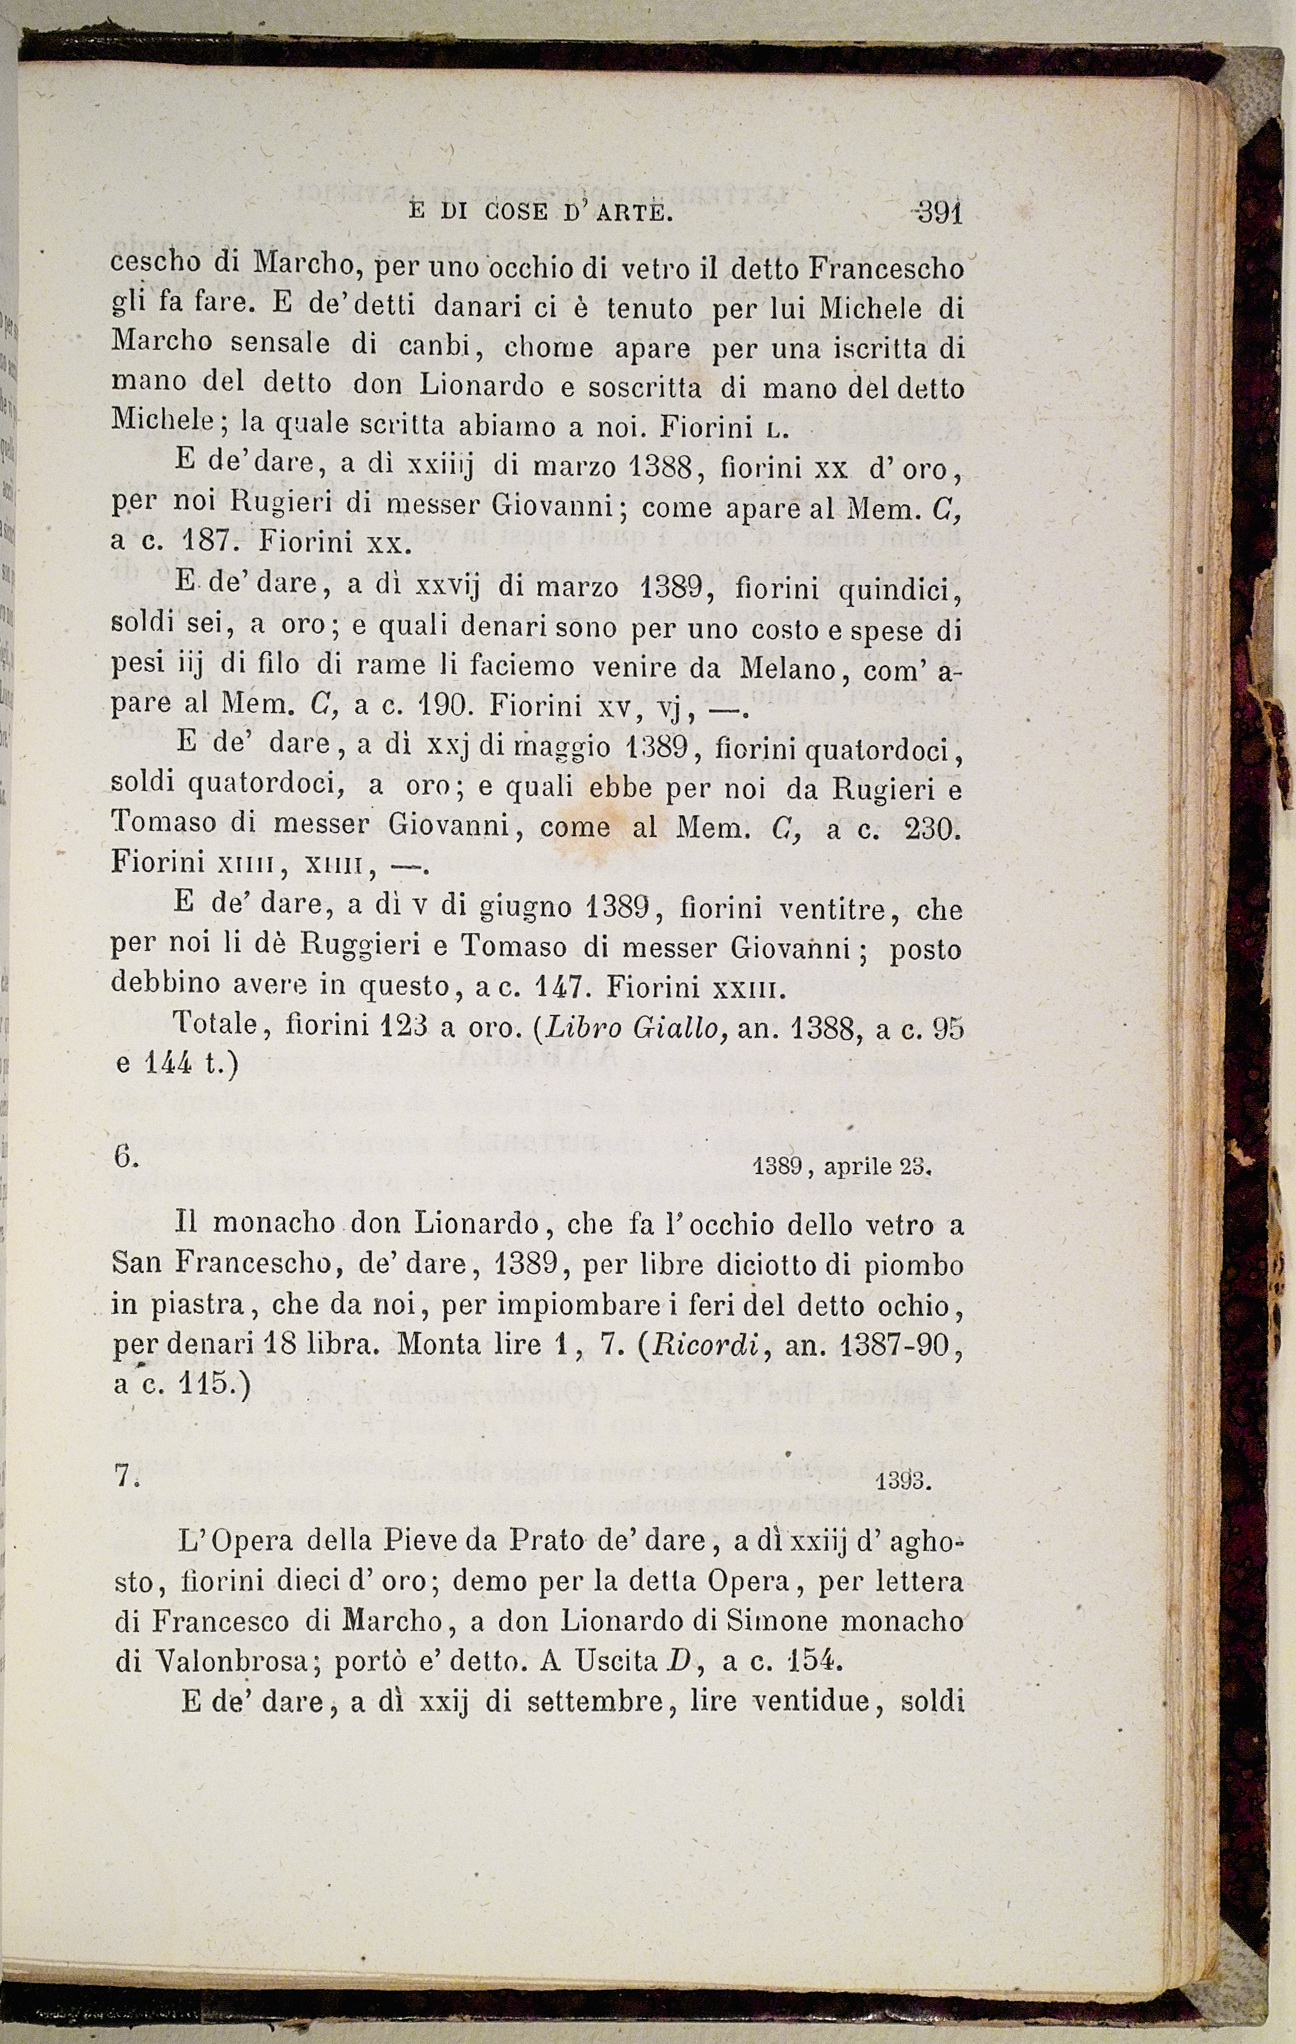 E DI COSE D' ARTE. 391
cescho di Marcho, per uno occhio di vetro il detto Francescho
gli fa fare. E de' detti danari ci è tenuto per lui Michele di
Marcho sensale di canbi, chome apare per una iscritta di
mano del detto don Lionardo e soscritta di mano del detto
Michele; la quale scritta abiamo a noi. Fiorini L.
E de' dare, a dì xxiiij di marzo 1388, fiorini xx d' oro,
per noi Rugieri di messer Giovanni; come apare al Mem. C,
a c. 187. Fiorini xx.
E de' dare, a dì xxvij di marzo 1389, fiorini quindici,
soldi sei, a oro; e quali denari sono per uno costo e spese di
pesi iij di filo di rame li faciemo venire da Melano, com' a-
pare al Mem. C, a c. 190. Fiorini xv, vj, —.
E de' dare, a dì xxj di maggio 1389, fiorini quatordoci,
soldi quatordoci, a oro; e quali ebbe per noi da Rugieri e
Tomaso di messer Giovanni, come al Mem. C, a c. 230.
Fiorini XIIII, XIIII, —.
E de' dare, a dì v di giugno 1389, fiorini ventitre, che
per noi li dè Ruggieri e Tomaso di messer Giovanni; posto
debbino avere in questo, a c. 147. Fiorini XXIII.
Totale, fiorini 123 a oro. (Libro Giallo, an. 1388, a c. 95
e 144 t.)
6. 1389, aprile 23.
Il monacho don Lionardo, che fa l' occhio dello vetro a
San Francescho, de' dare, 1389, per libre diciotto di piombo
in piastra, che da noi, per impiombare i feri del detto ochio,
per denari 18 libra. Monta lire 1, 7. (Ricordi, an. 1387-90,
a c. 115.)
7. 1393.
L' Opera della Pieve da Prato de' dare, a dì xxiij d' agho-
sto, fiorini dieci d' oro; demo per la detta Opera, per lettera
di Francesco di Marcho, a don Lionardo di Simone monacho
di Valonbrosa; portò e' detto. A Uscita D, a c. 154.
E de' dare, a dì xxij di settembre, lire ventidue, soldi